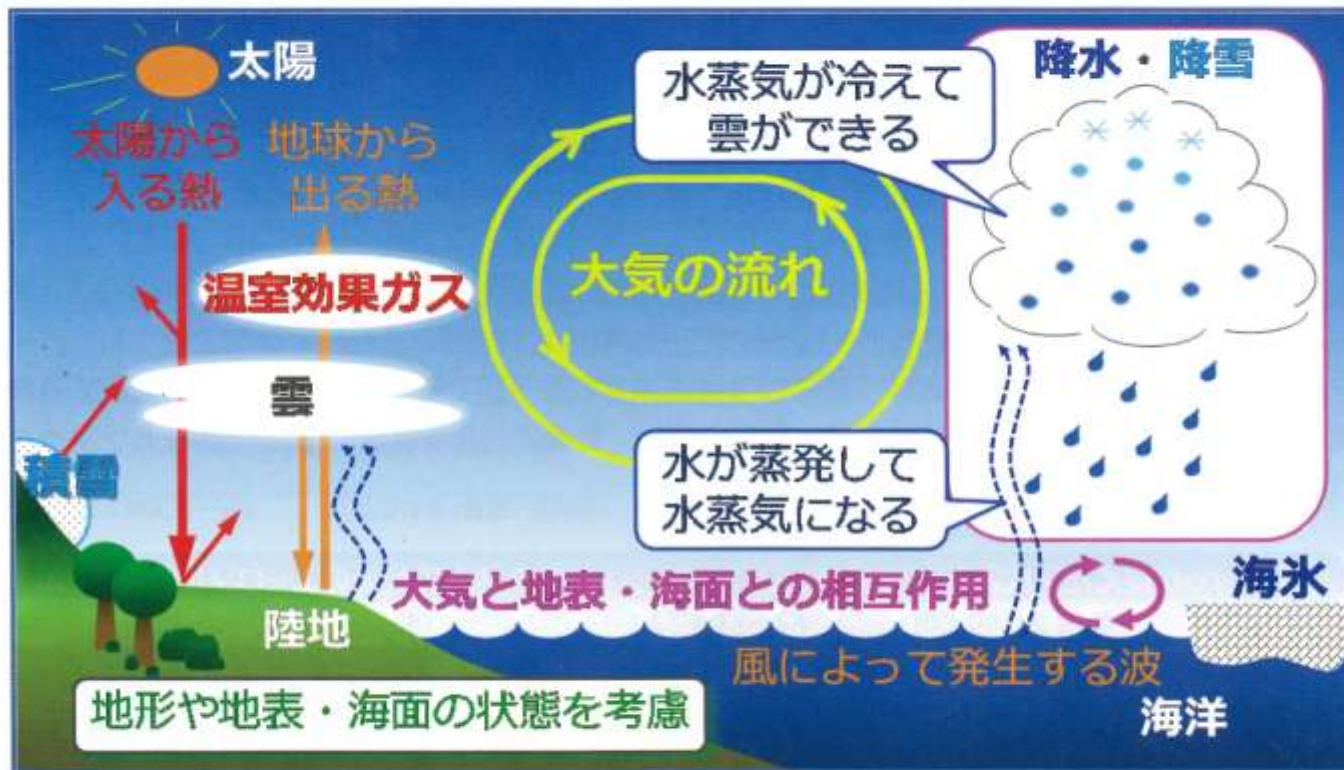 太陽
太陽から
入る熱
地球から
出る熱
温室効果ガス
雲
積雪
大気の流れ
水蒸気が冷えて
雲ができる
降水・降雪
水が蒸発して
水蒸気になる
大気と地表・海面との相互作用
海氷
陸地
風によって発生する波
地形や地表・海面の状態を考慮
海洋